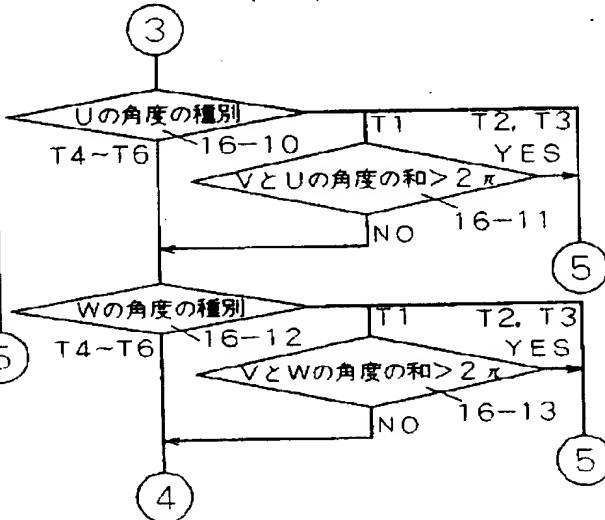 3
Uの角度の種別
16-10
T1
T2, T3
T4~T6
YES
VとUの角度の和>2π
16-11
NO
5
Wの角度の種別
16-12
T1
T2, T3
T4~T6
YES
5
VとWの角度の和>2π
16-13
NO
5
4